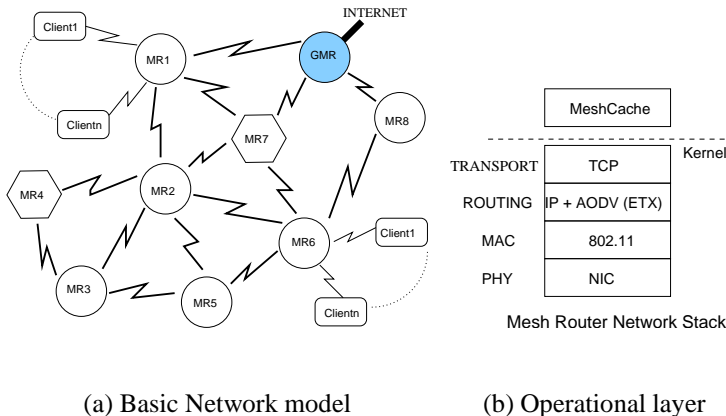 INTERNET
Client1
GMR
MR1
Clientn
MR8
MR7
MR4
MR2
MR6
Client1
MR3
MR5
Clientn
MeshCache
Kernel
TRANSPORT
TCP
ROUTING
IP + AODV (ETX)
MAC
802.11
PHY
NIC
Mesh Router Network Stack
(a) Basic Network model
(b) Operational layer